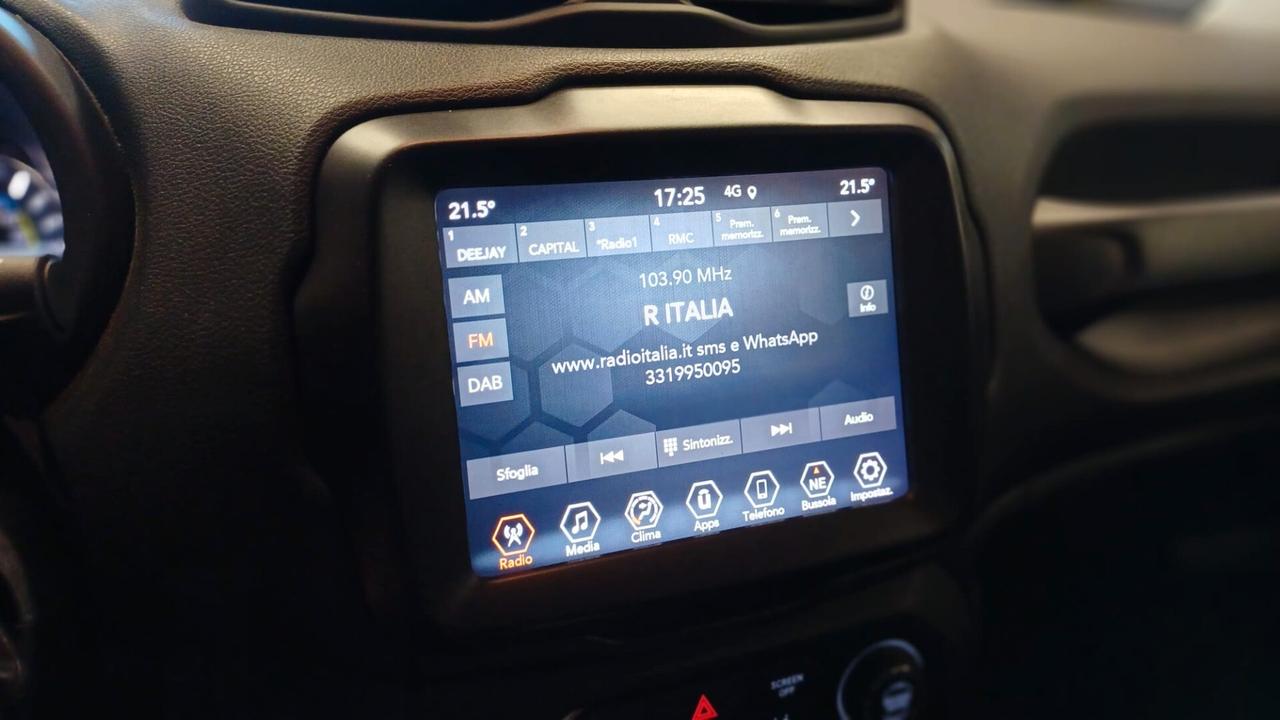 21.5° 17:25 4G 21.5°
1 DEEJAY 2 CAPITAL 3 "Radio1 4 RMC 5 Prem. memorizz. 6 Prem. memorizz.
103.90 MHz
AM
R ITALIA
Info
FM
www.radioitalia.it sms e WhatsApp
3319950095
DAB
Sfoglia Sintonizz. Audio
NE
Radio Media Clima Apps Telefono Bussola Impostaz.
SCREEN
OFF